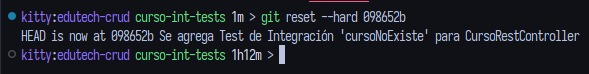 kitty:edutech-crud curso-int-tests 1m > git reset --hard 098652b
HEAD is now at 098652b Se agrega Test de Integración 'cursoNoExiste' para CursoRestController
kitty:edutech-crud curso-int-tests 1h12m >